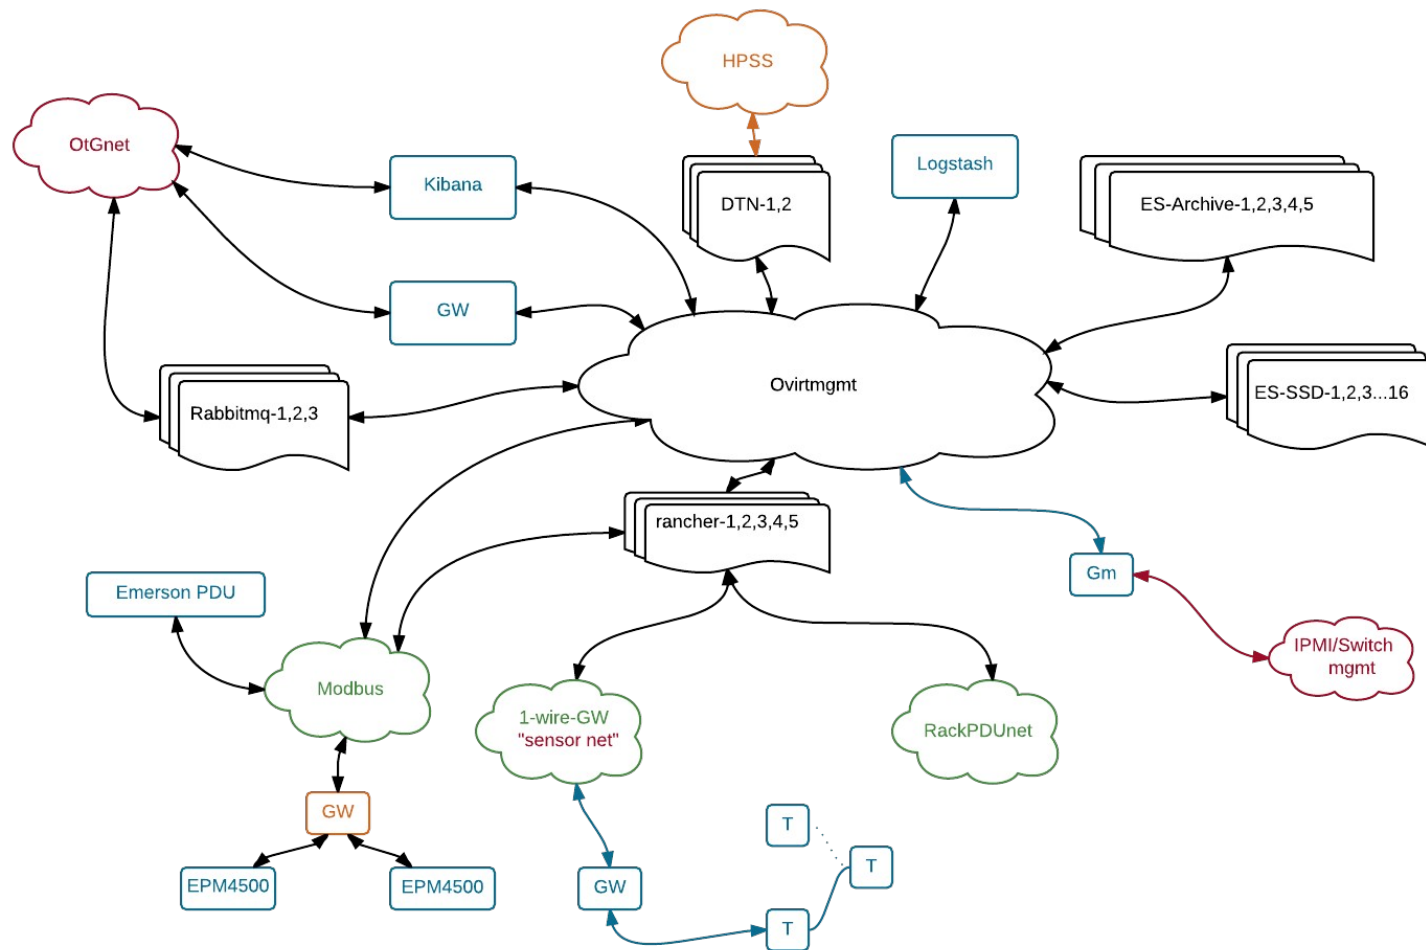 HPSS
OtGnet
Kibana
DTN-1,2
Logstash
ES-Archive-1,2,3,4,5
GW
Ovirtmgmt
Rabbitmq-1,2,3
ES-SSD-1,2,3...16
rancher-1,2,3,4,5
Emerson PDU
Gm
IPMI/Switch
mgmt
Modbus
1-wire-GW
"sensor net"
RackPDUnet
GW
T
T
EPM4500
EPM4500
GW
T